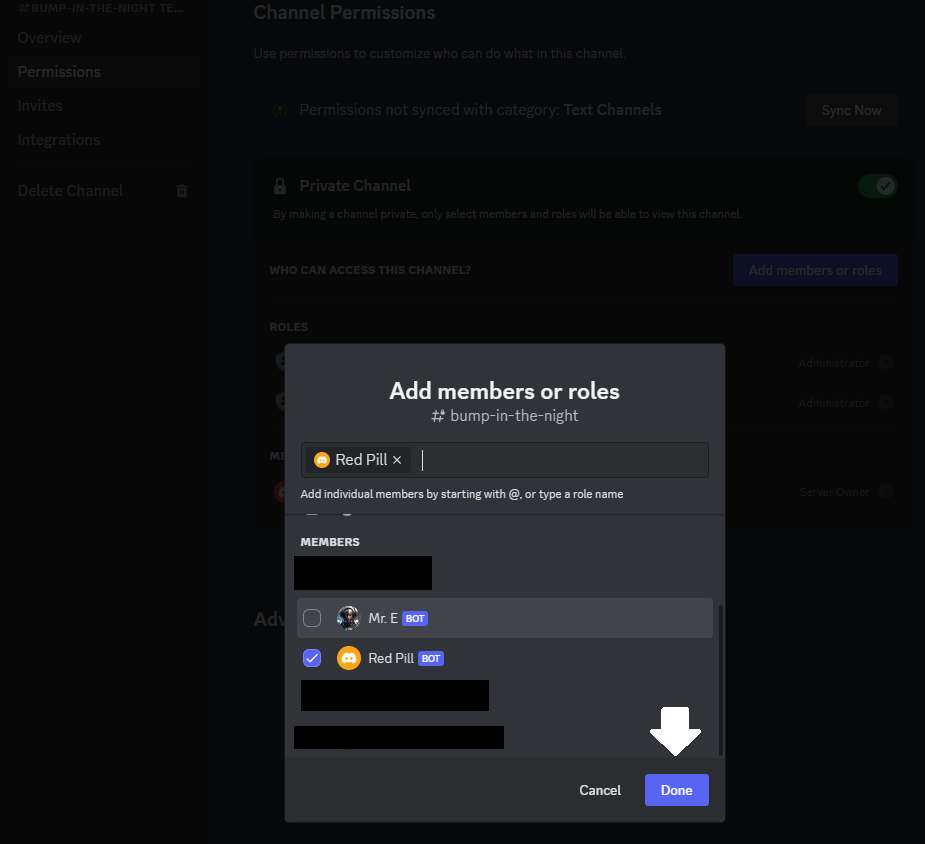 BUMP-IN-THE-NIGHT TE...
Overview
Permissions
Invites
Integrations
Delete Channel
Channel Permissions
Use permissions to customize who can do what in this channel.
Permissions not synced with category: Text Channels
Sync Now
Private Channel
By making a channel private, only select members and roles will be able to view this channel.
WHO CAN ACCESS THIS CHANNEL?
Add members or roles
ROLES
Administrator
Administrator
ME
Server Owner
Adv
Add members or roles
bump-in-the-night
Red Pill ×
Add individual members by starting with @, or type a role name
MEMBERS
Mr. E BOT
Red Pill BOT
Cancel
Done